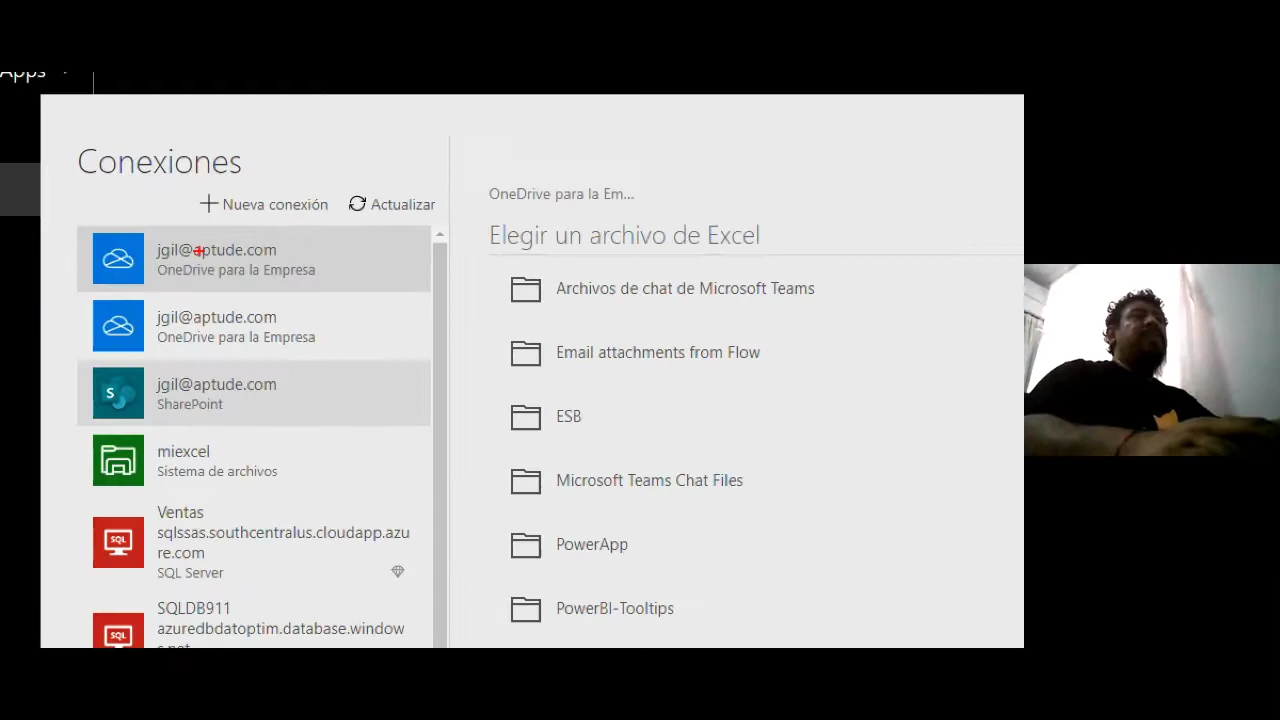 Apps
Conexiones
Nueva conexión
Actualizar
jgil@aptude.com
OneDrive para la Empresa
jgil@aptude.com
OneDrive para la Empresa
S
jgil@aptude.com
SharePoint
miexcel
Sistema de archivos
SQL
Ventas
sqlssas.southcentralus.cloudapp.azu
re.com
SQL Server
SQL
SQLDB911
azuredbdatoptim.database.window
s.net
OneDrive para la Em...
Elegir un archivo de Excel
Archivos de chat de Microsoft Teams
Email attachments from Flow
ESB
Microsoft Teams Chat Files
PowerApp
PowerBI-Tooltips